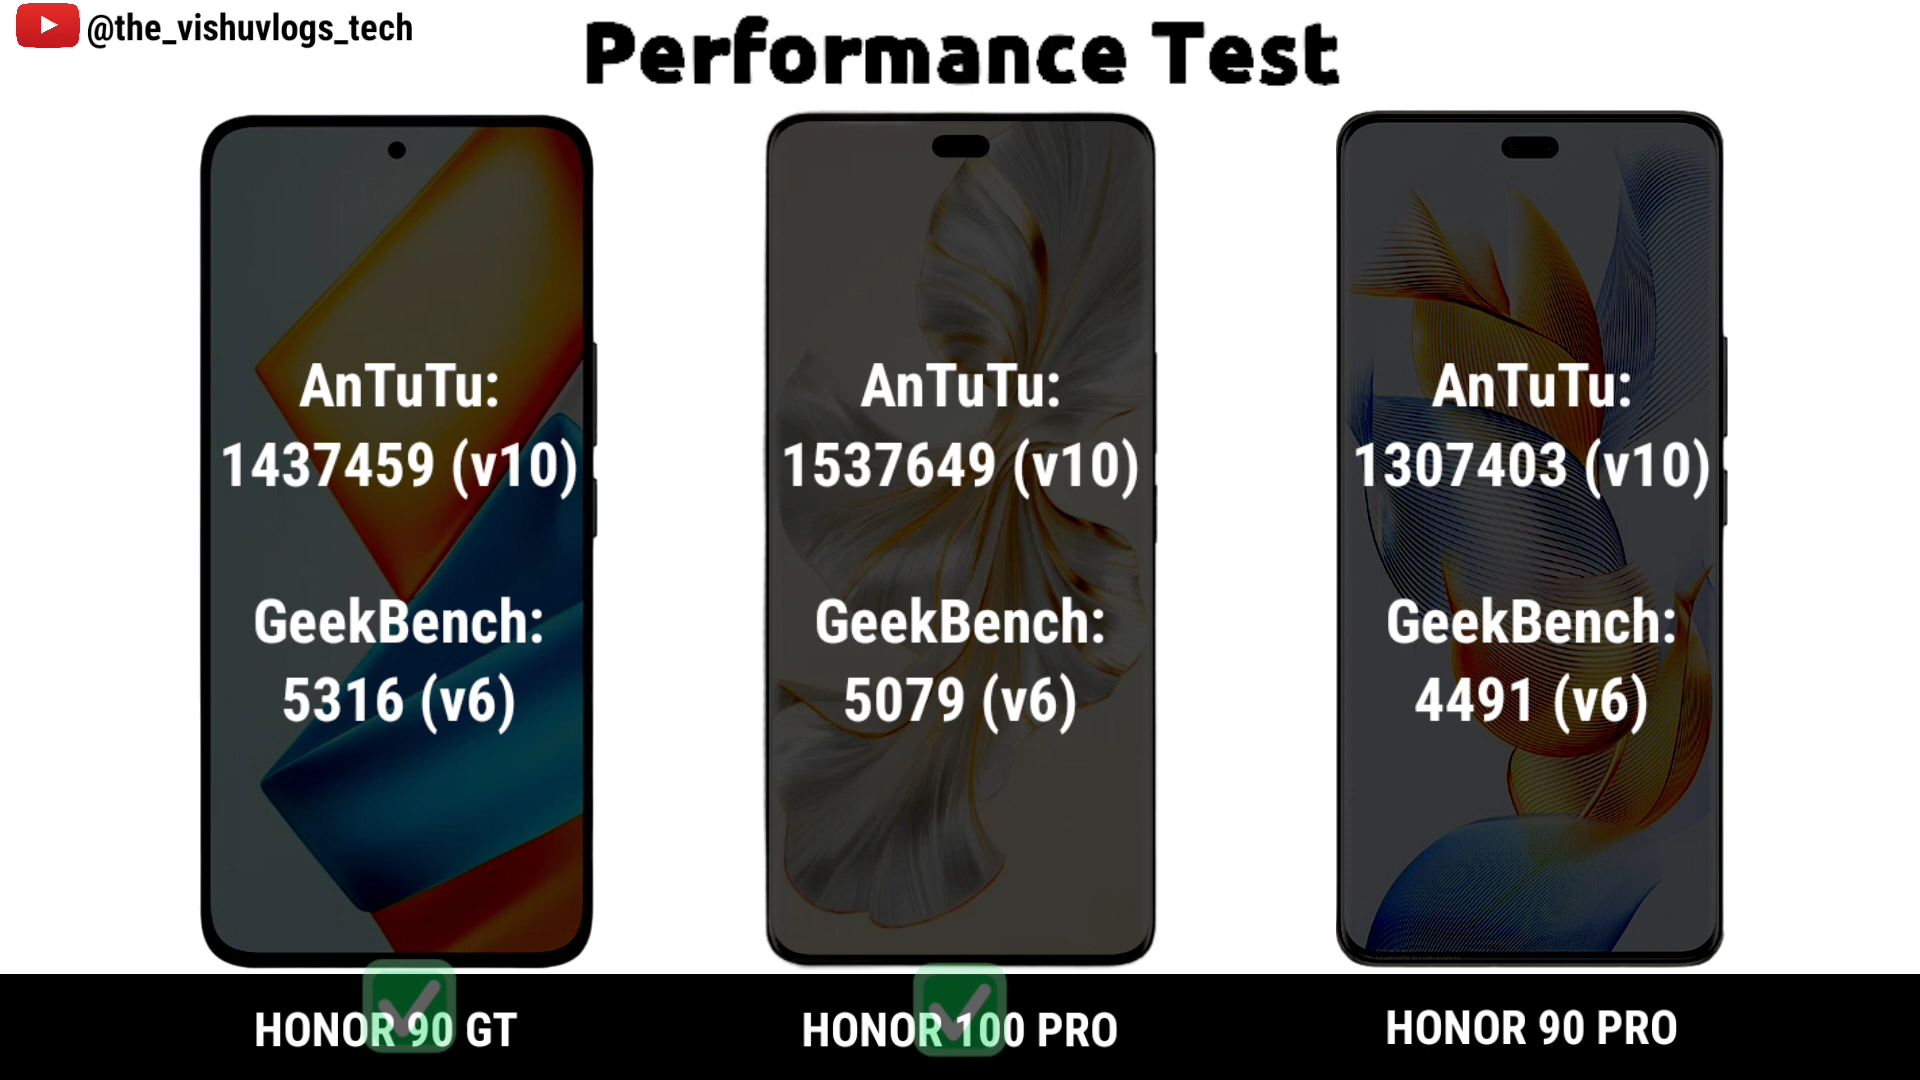 @the_vishuvlogs_tech
Performance Test
AnTuTu:
1437459 (v10)
GeekBench:
5316 (v6)
AnTuTu:
1537649 (v10)
GeekBench:
5079 (v6)
AnTuTu:
1307403 (v10)
GeekBench:
4491 (v6)
HONOR 90 GT
HONOR 100 PRO
HONOR 90 PRO